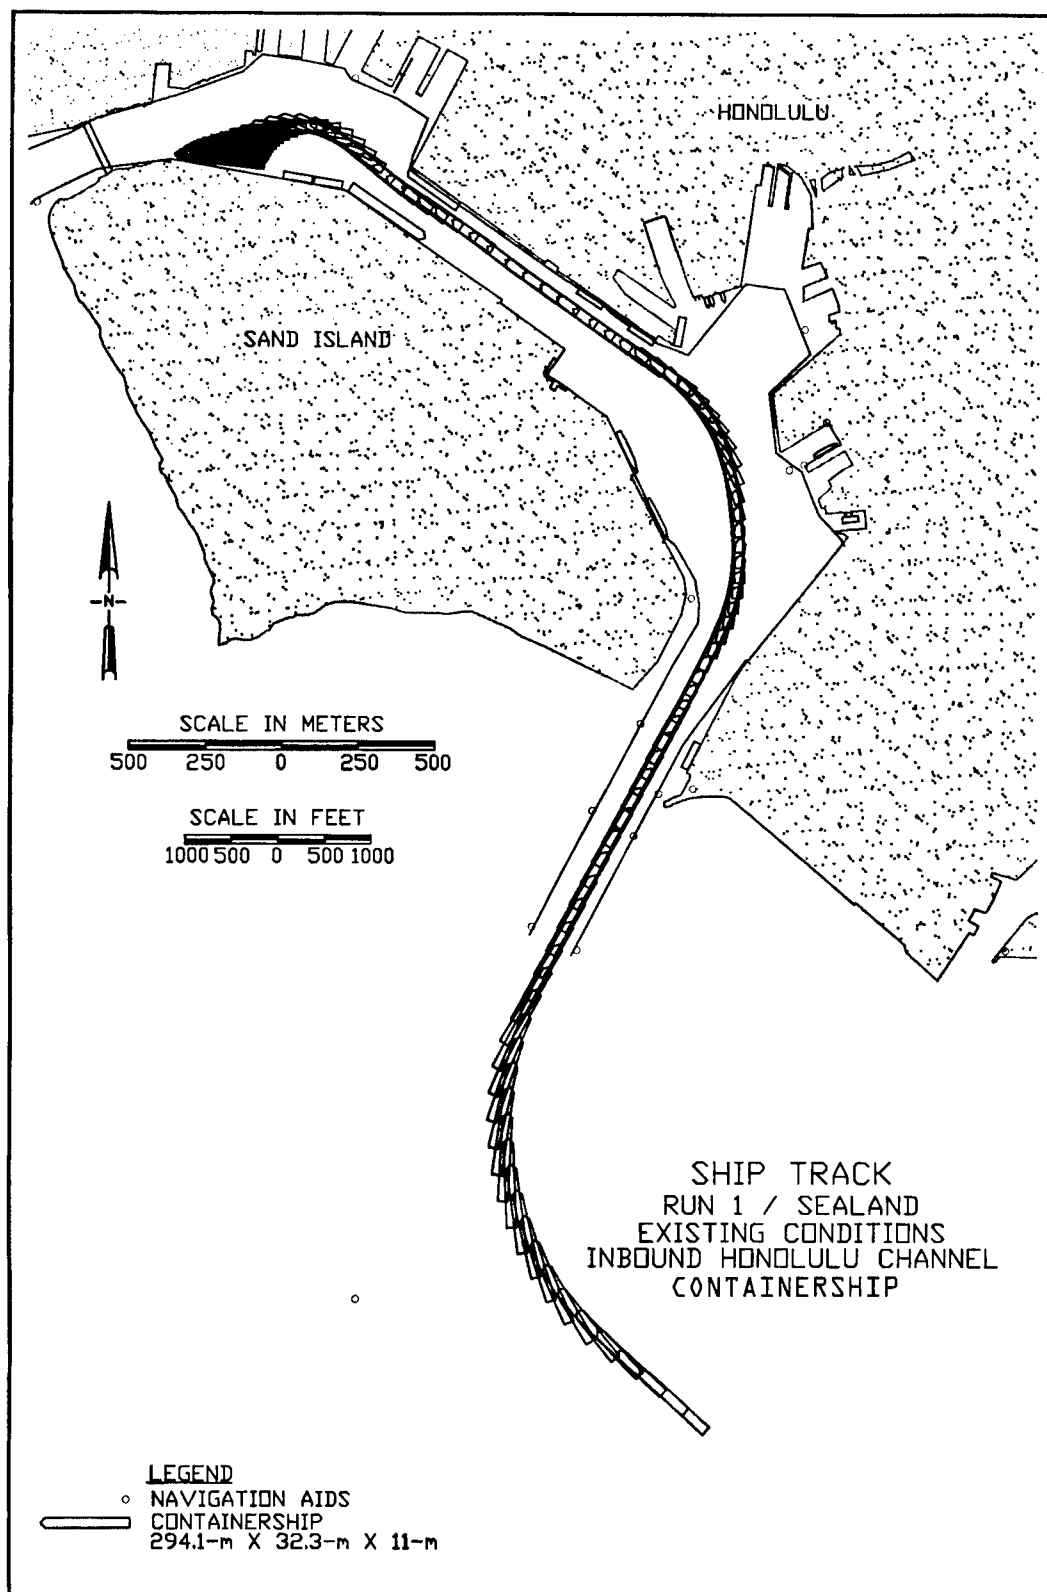 HONOLULU
SAND ISLAND
-N-
SCALE IN METERS
500 250 0 250 500
SCALE IN FEET
1000 500 0 500 1000
SHIP TRACK
RUN 1 / SEALAND
EXISTING CONDITIONS
INBOUND HONOLULU CHANNEL
CONTAINERSHIP
LEGEND
NAVIGATION AIDS
CONTAINERSHIP
294.1-m X 32.3-m X 11-m